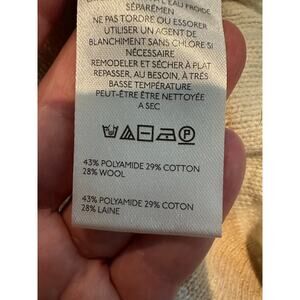 L'EAU FROIDE
SÉPARÉMEN
NE PAS TORDRE OU ESSORER
UTILISER UN AGENT DE
BLANCHIMENT SANS CHLORE SI
NÉCESSAIRE
REMODELER ET SÉCHER À PLAT
REPASSER, AU BESOIN, À TRÉS
BASSE TEMPÉRATURE
PEUT-ÊTRE ÊTRE NETTOYÉE
A SEC
P
43% POLYAMIDE 29% COTTON
28% WOOL
43% POLYAMIDE 29% COTON
28% LAINE